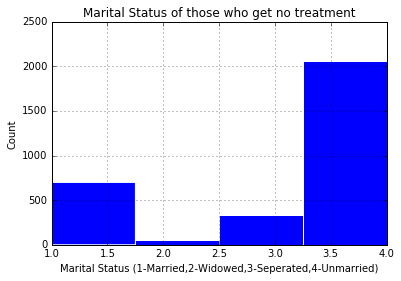 Marital Status of those who get no treatment
2500
2000
1500
1000
500
0
Count
1.0 1.5 2.0 2.5 3.0 3.5 4.0
Marital Status (1-Married,2-Widowed,3-Seperated,4-Unmarried)